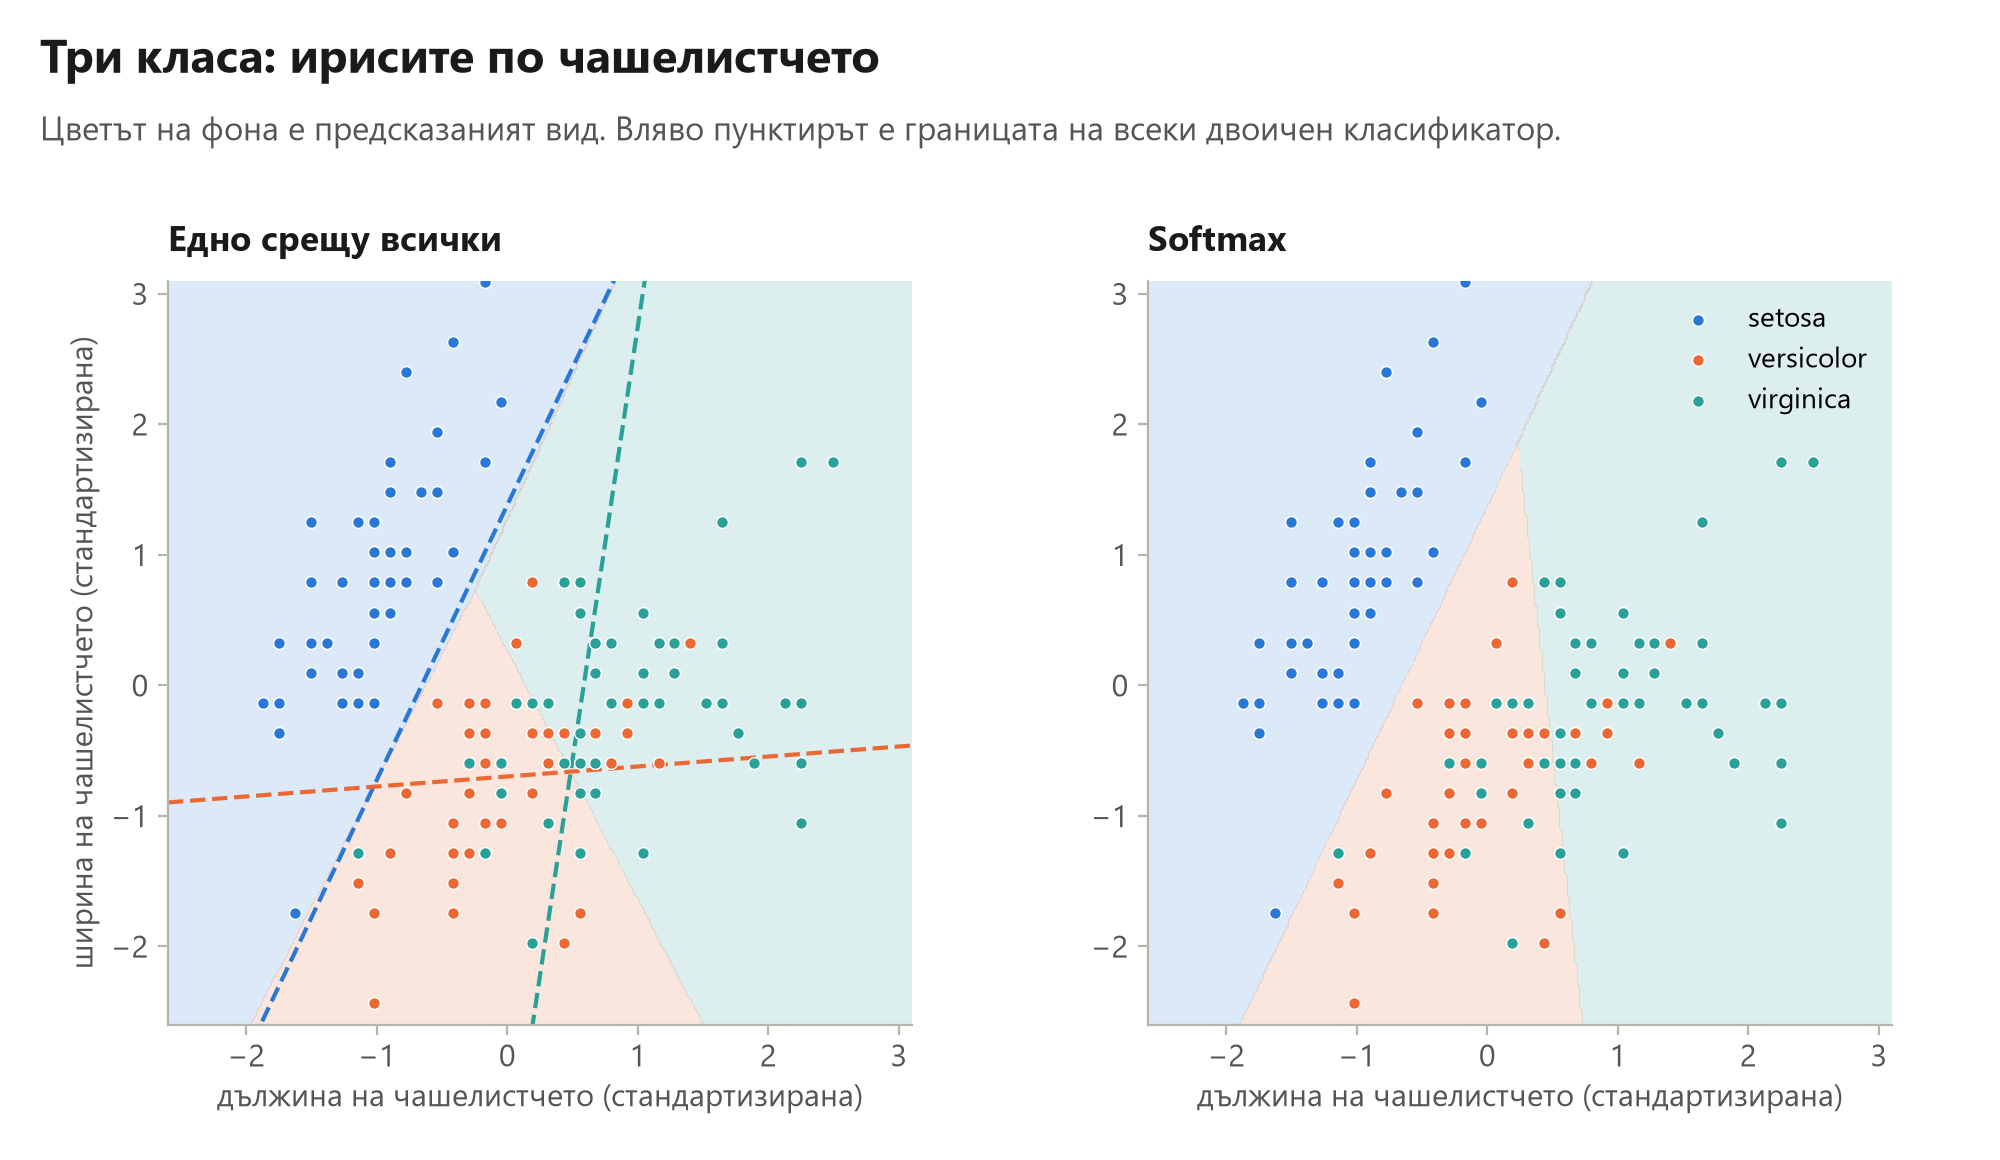 Три класа: ирисите по чашелистчето
Цветът на фона е предсказаният вид. Вляво пунктирът е границата на всеки двоичен класификатор.
Едно срещу всички
3
2
1
0
−1
−2
−2
−1
0
1
2
3
ширина на чашелистчето (стандартизирана)
дължина на чашелистчето (стандартизирана)
Softmax
setosa
versicolor
virginica
3
2
1
0
−1
−2
−2
−1
0
1
2
3
дължина на чашелистчето (стандартизирана)